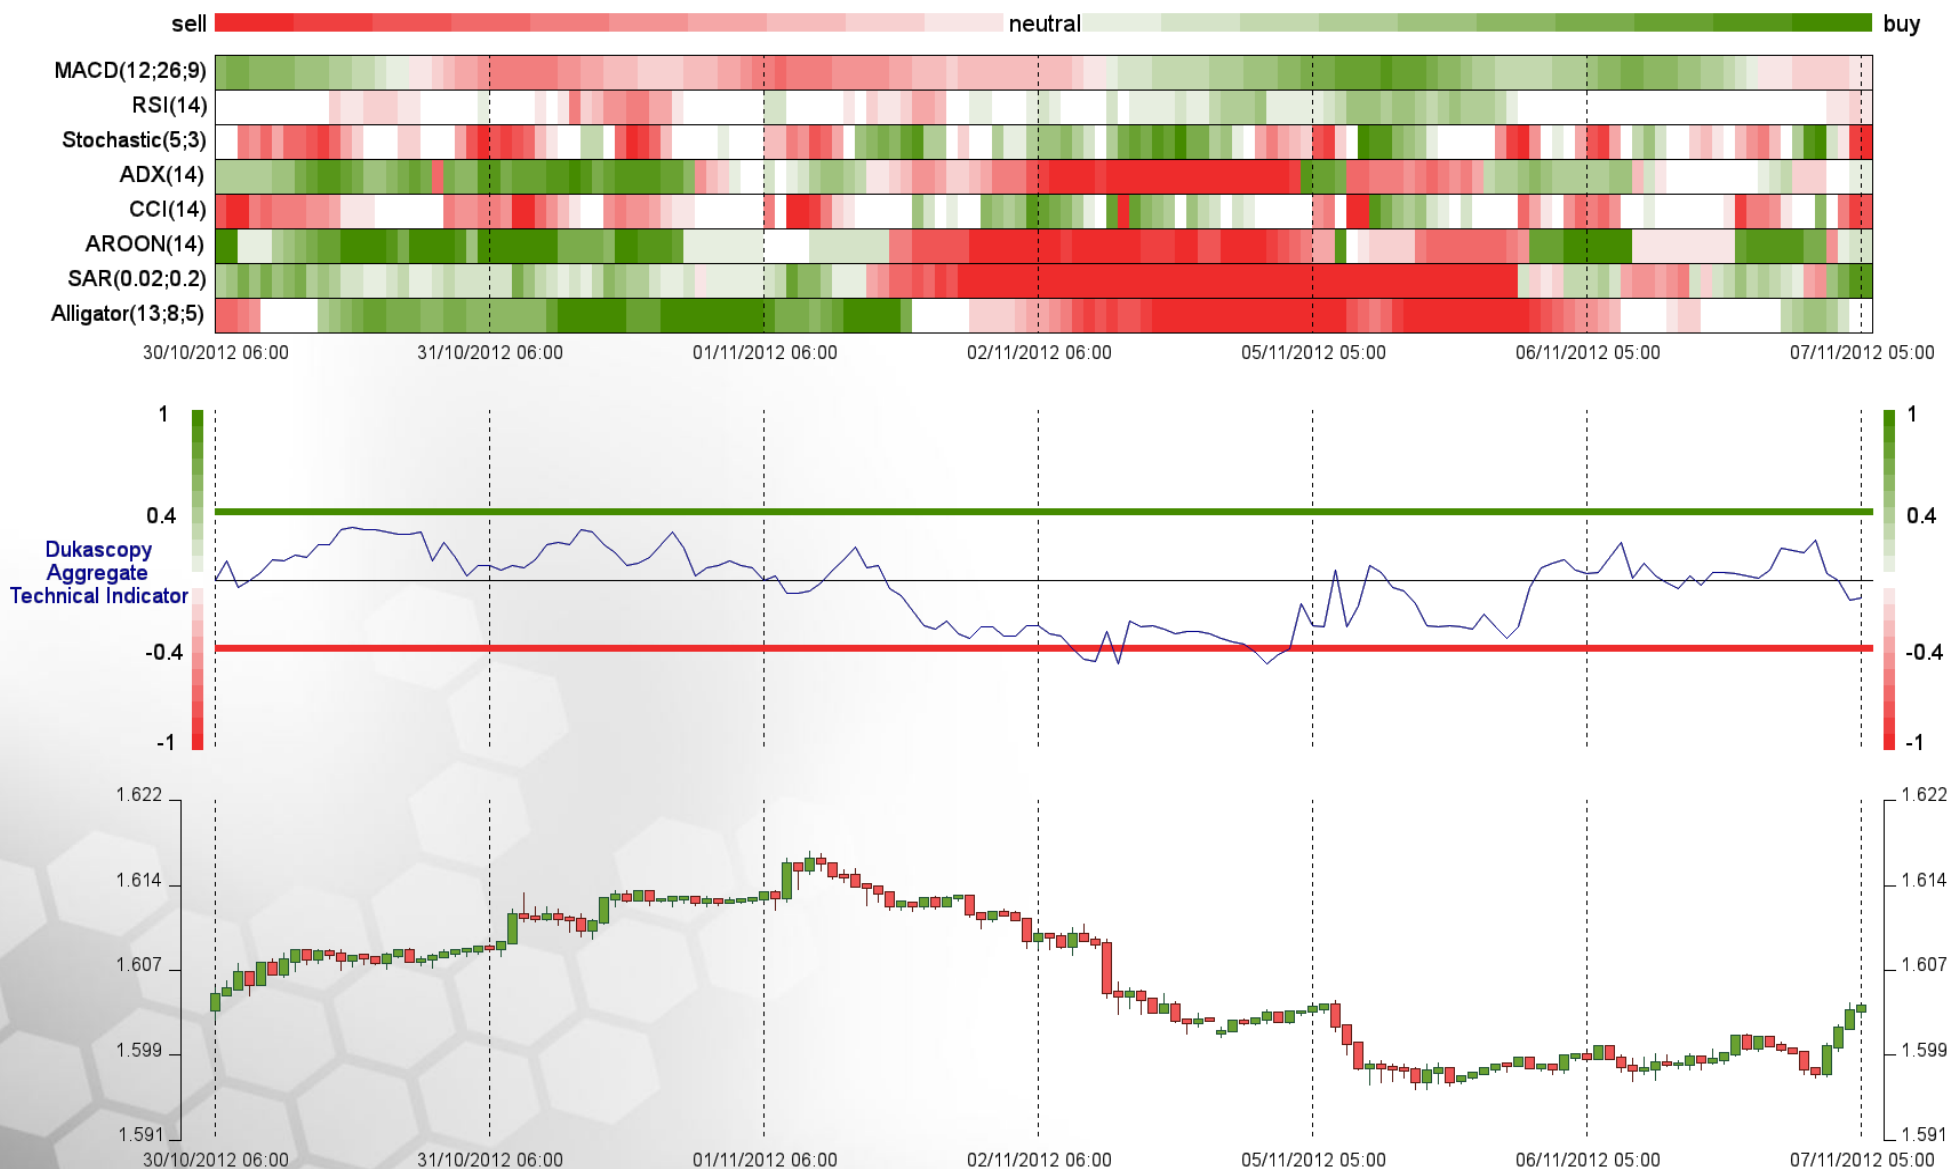 sell neutral buy
MACD(12;26;9)
RSI(14)
Stochastic(5;3)
ADX(14)
CCI(14)
AROON(14)
SAR(0.02;0.2)
Alligator(13;8;5)
30/10/2012 06:00 31/10/2012 06:00 01/11/2012 06:00 02/11/2012 06:00 05/11/2012 05:00 06/11/2012 05:00 07/11/2012 05:00
1 1
0.4 0.4
Dukascopy
Aggregate
Technical Indicator
-0.4 -0.4
-1 -1
1.622 1.622
1.614 1.614
1.607 1.607
1.599 1.599
1.591 1.591
30/10/2012 06:00 31/10/2012 06:00 01/11/2012 06:00 02/11/2012 06:00 05/11/2012 05:00 06/11/2012 05:00 07/11/2012 05:00